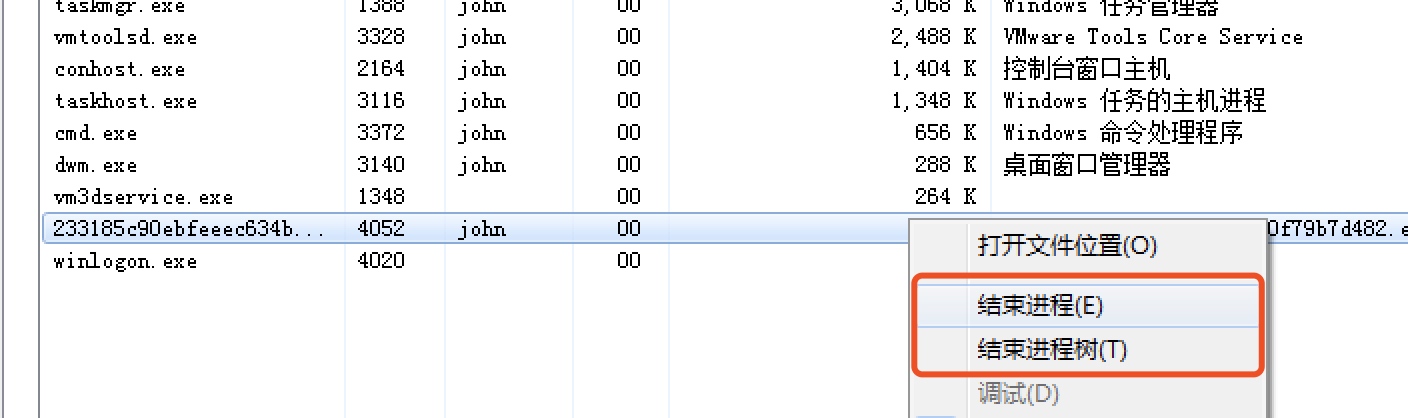 taskmgr.exe 1388 john 00 3,068 K Windows 任务管理器
vmtoolsd.exe 3328 john 00 2,488 K VMware Tools Core Service
conhost.exe 2164 john 00 1,404 K 控制台窗口主机
taskhost.exe 3116 john 00 1,348 K Windows 任务的主机进程
cmd.exe 3372 john 00 656 K Windows 命令处理程序
dwm.exe 3140 john 00 288 K 桌面窗口管理器
vm3dservice.exe 1348 00 264 K
233185c90ebfeeec634b... 4052 john 00 0f79b7d482.e
winlogon.exe 4020 00
打开文件位置(O)
结束进程(E)
结束进程树(T)
调试(D)